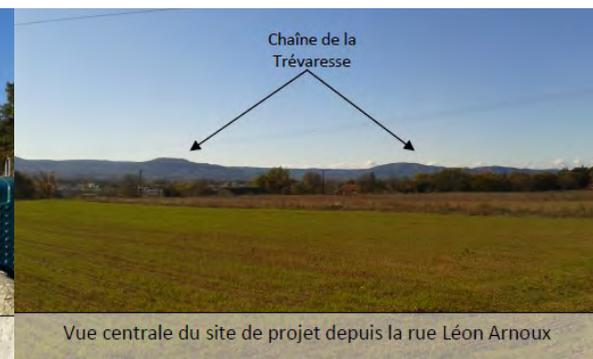 Chaîne de la
Trévaresse
Vue centrale du site de projet depuis la rue Léon Arnoux